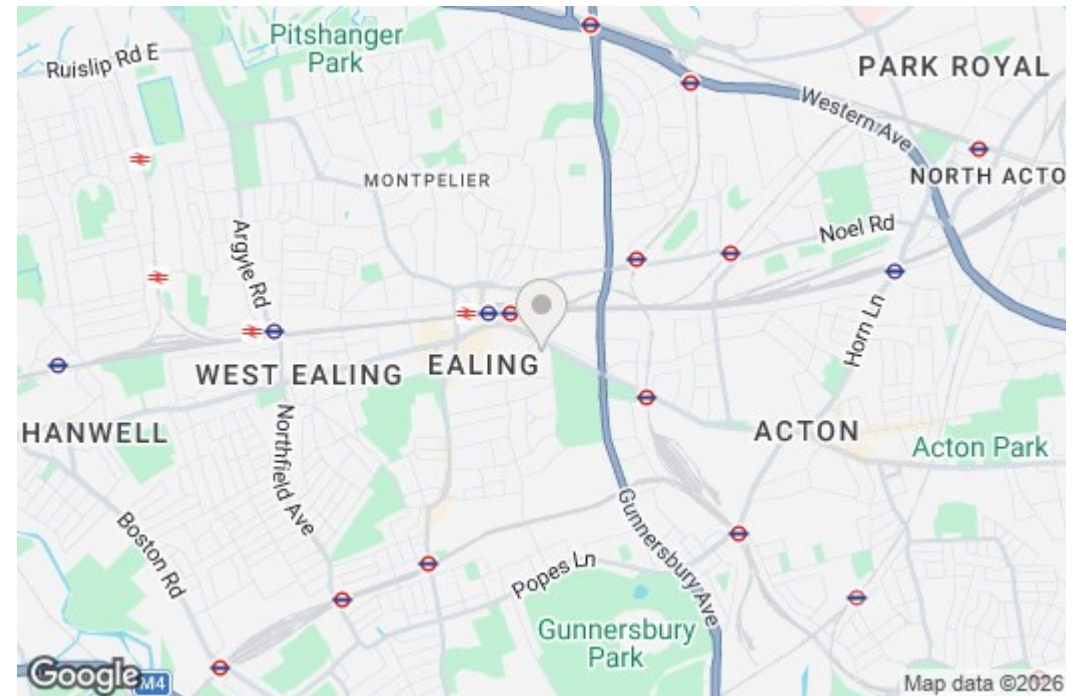 Pitshanger
Park
Ruislip Rd E
PARK ROYAL
Western Ave
MONTPELIER
NORTH ACTO
Argyle Rd
Noel Rd
Horn Ln
WEST EALING
EALING
HANWELL
ACTON
Acton Park
Northfield Ave
Boston Rd
Gunnersbury Ave
Popes Ln
Gunnersbury
Park
Google
M4
Map data ©2026